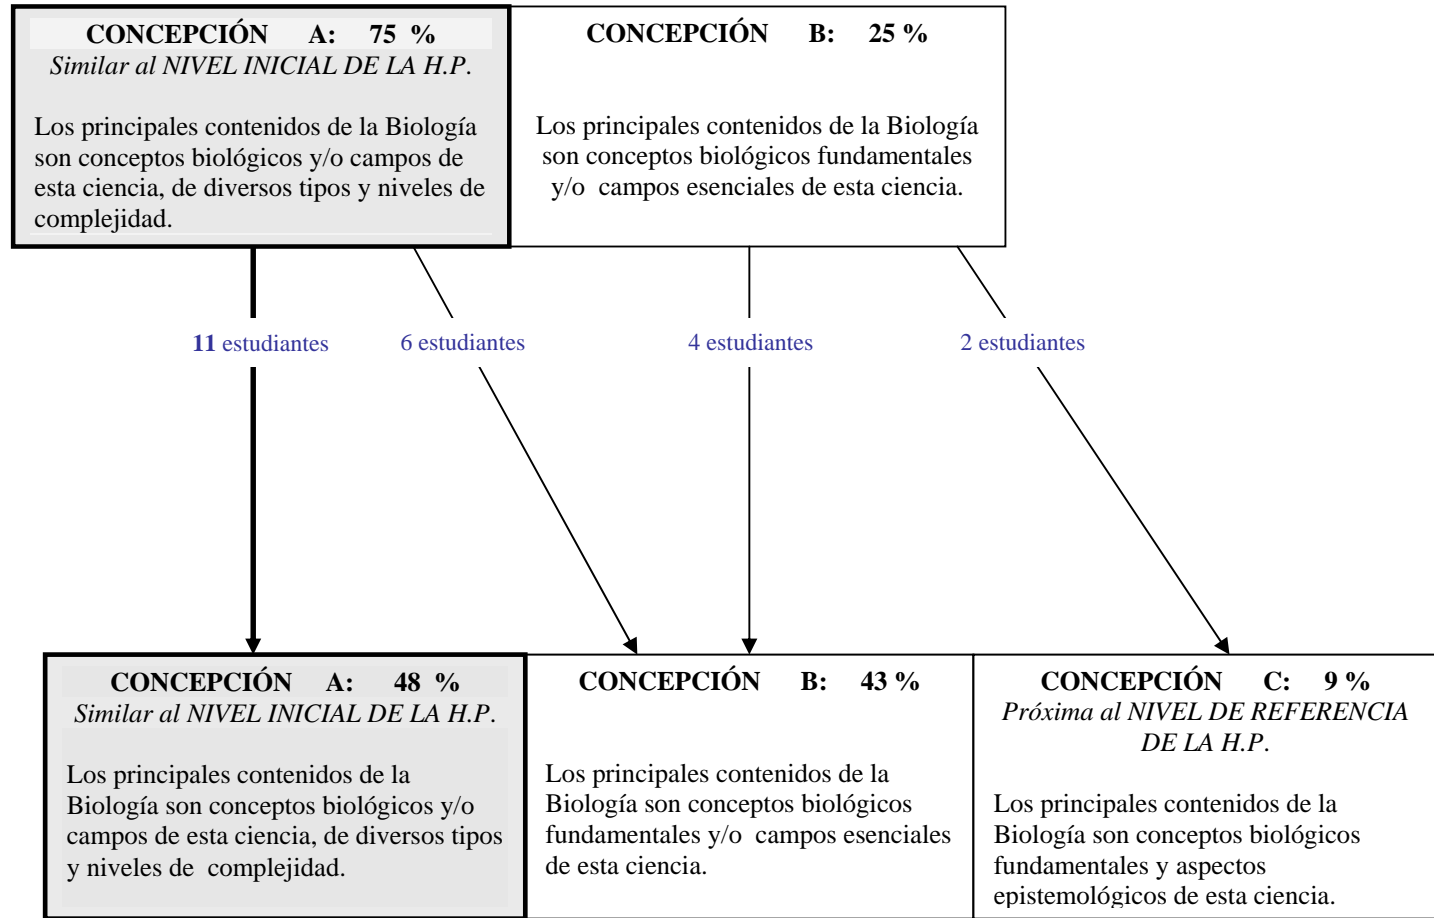 CONCEPCIÓN A: 75 %
Similar al NIVEL INICIAL DE LA H.P.
Los principales contenidos de la Biología
son conceptos biológicos y/o campos de
esta ciencia, de diversos tipos y niveles de
complejidad.
CONCEPCIÓN B: 25 %
Los principales contenidos de la Biología
son conceptos biológicos fundamentales
y/o campos esenciales de esta ciencia.
11 estudiantes
6 estudiantes
4 estudiantes
2 estudiantes
CONCEPCIÓN A: 48 %
Similar al NIVEL INICIAL DE LA H.P.
Los principales contenidos de la
Biología son conceptos biológicos y/o
campos de esta ciencia, de diversos tipos
y niveles de complejidad.
CONCEPCIÓN B: 43 %
Los principales contenidos de la
Biología son conceptos biológicos
fundamentales y/o campos esenciales
de esta ciencia.
CONCEPCIÓN C: 9 %
Próxima al NIVEL DE REFERENCIA
DE LA H.P.
Los principales contenidos de la
Biología son conceptos biológicos
fundamentales y aspectos
epistemológicos de esta ciencia.